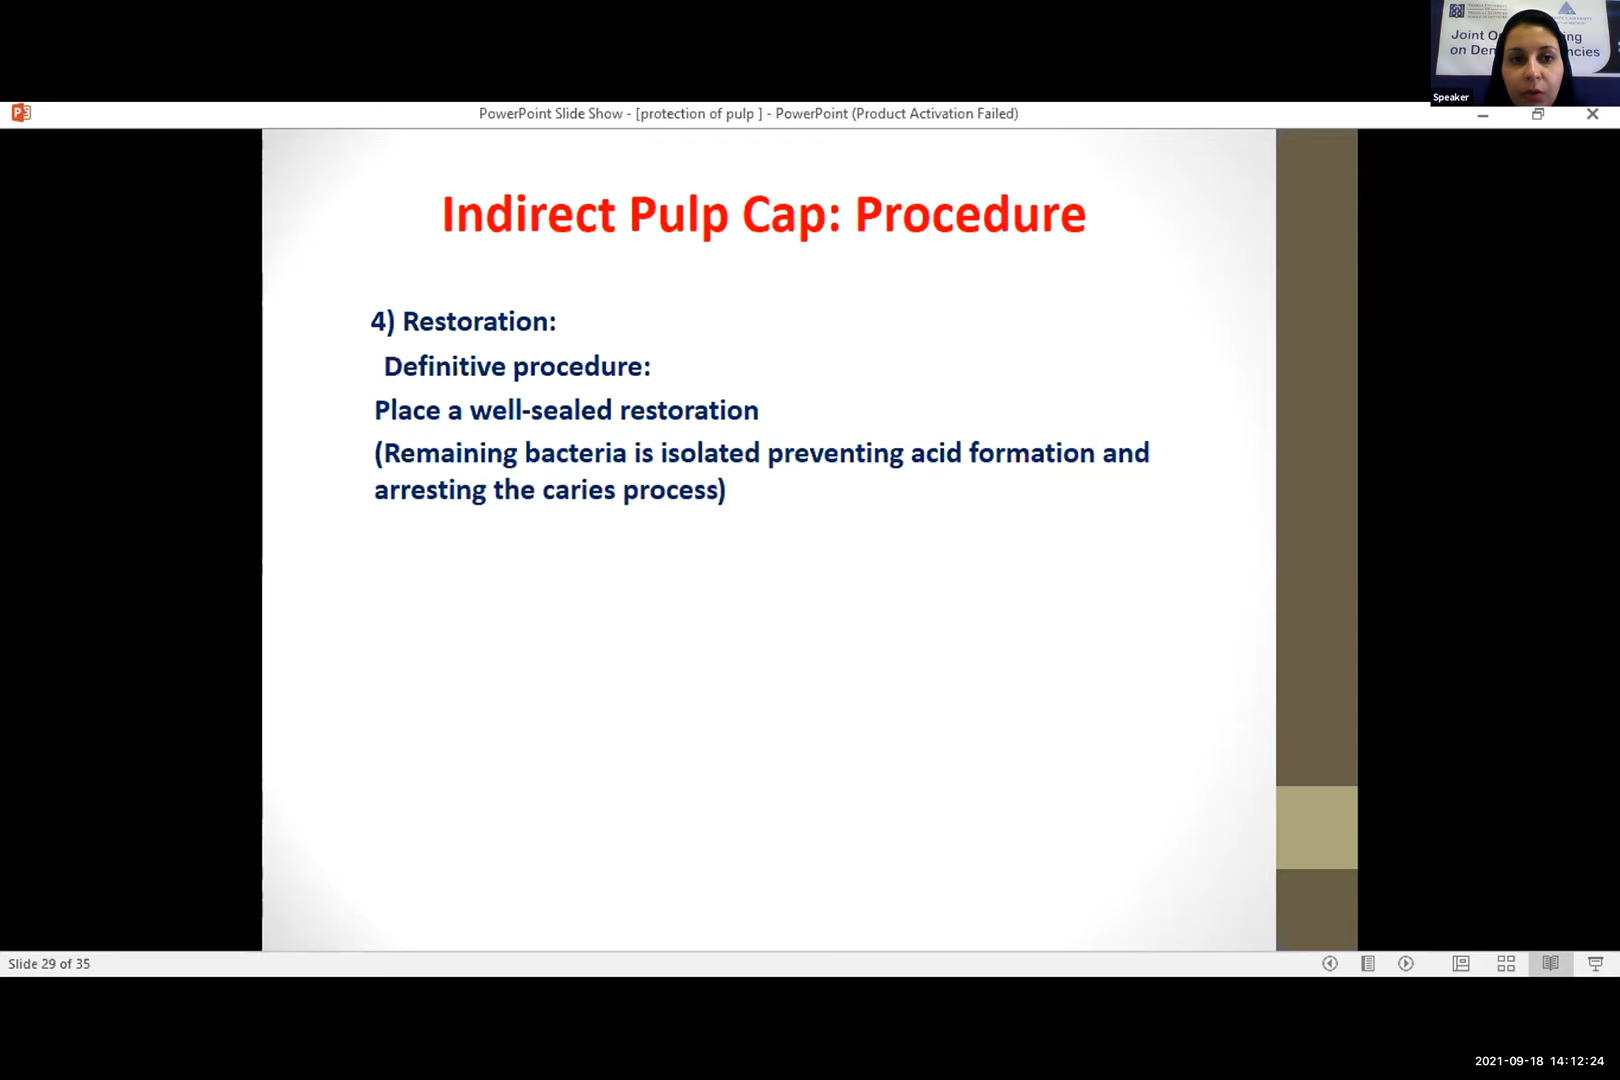 Joint O ing
on Den ncies
Speaker
PowerPoint Slide Show - [protection of pulp ] - PowerPoint (Product Activation Failed)
Indirect Pulp Cap: Procedure
4) Restoration:
Definitive procedure:
Place a well-sealed restoration
(Remaining bacteria is isolated preventing acid formation and
arresting the caries process)
Slide 29 of 35
2021-09-18 14:12:24